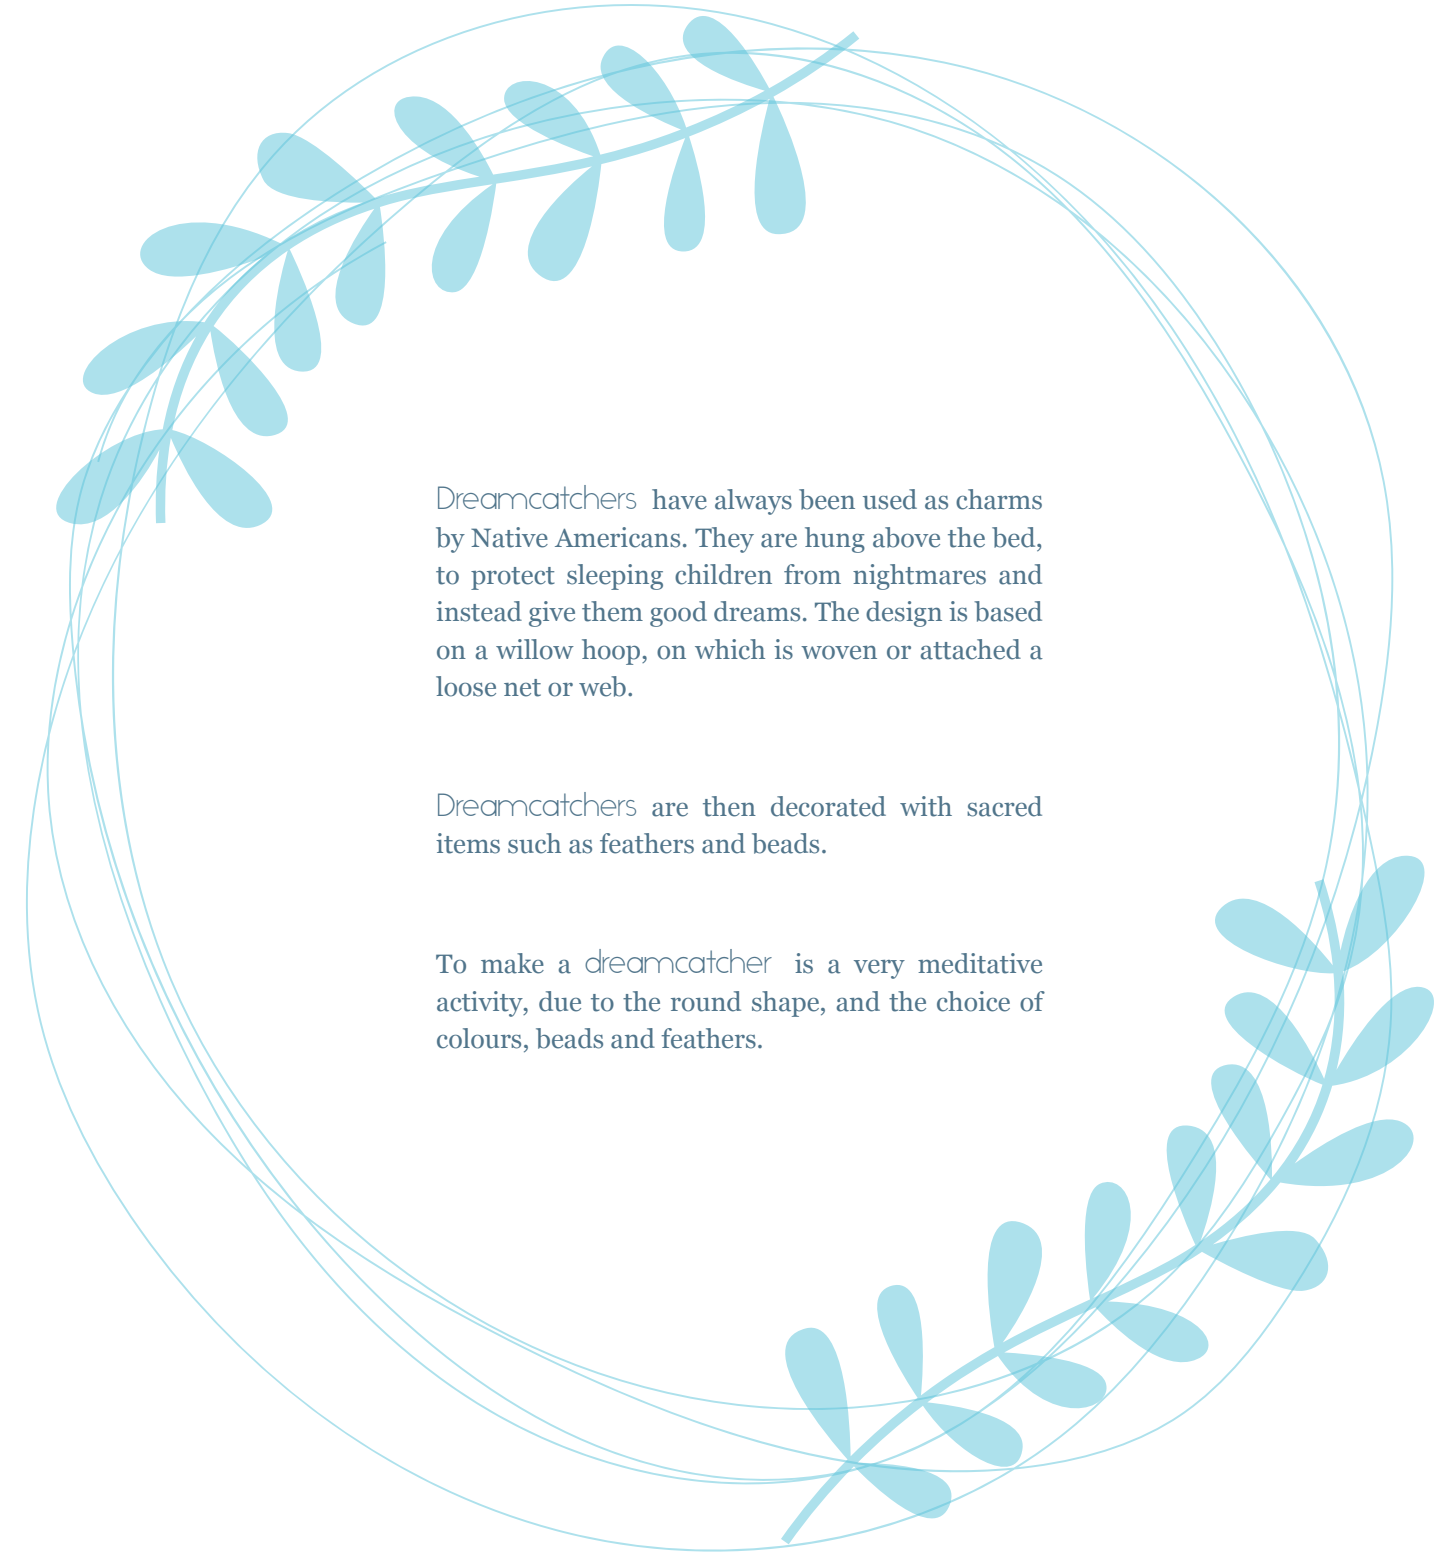 Dreamcatchers have always been used as charms
by Native Americans. They are hung above the bed,
to protect sleeping children from nightmares and
instead give them good dreams. The design is based
on a willow hoop, on which is woven or attached a
loose net or web.
Dreamcatchers are then decorated with sacred
items such as feathers and beads.
To make a dreamcatcher is a very meditative
activity, due to the round shape, and the choice of
colours, beads and feathers.